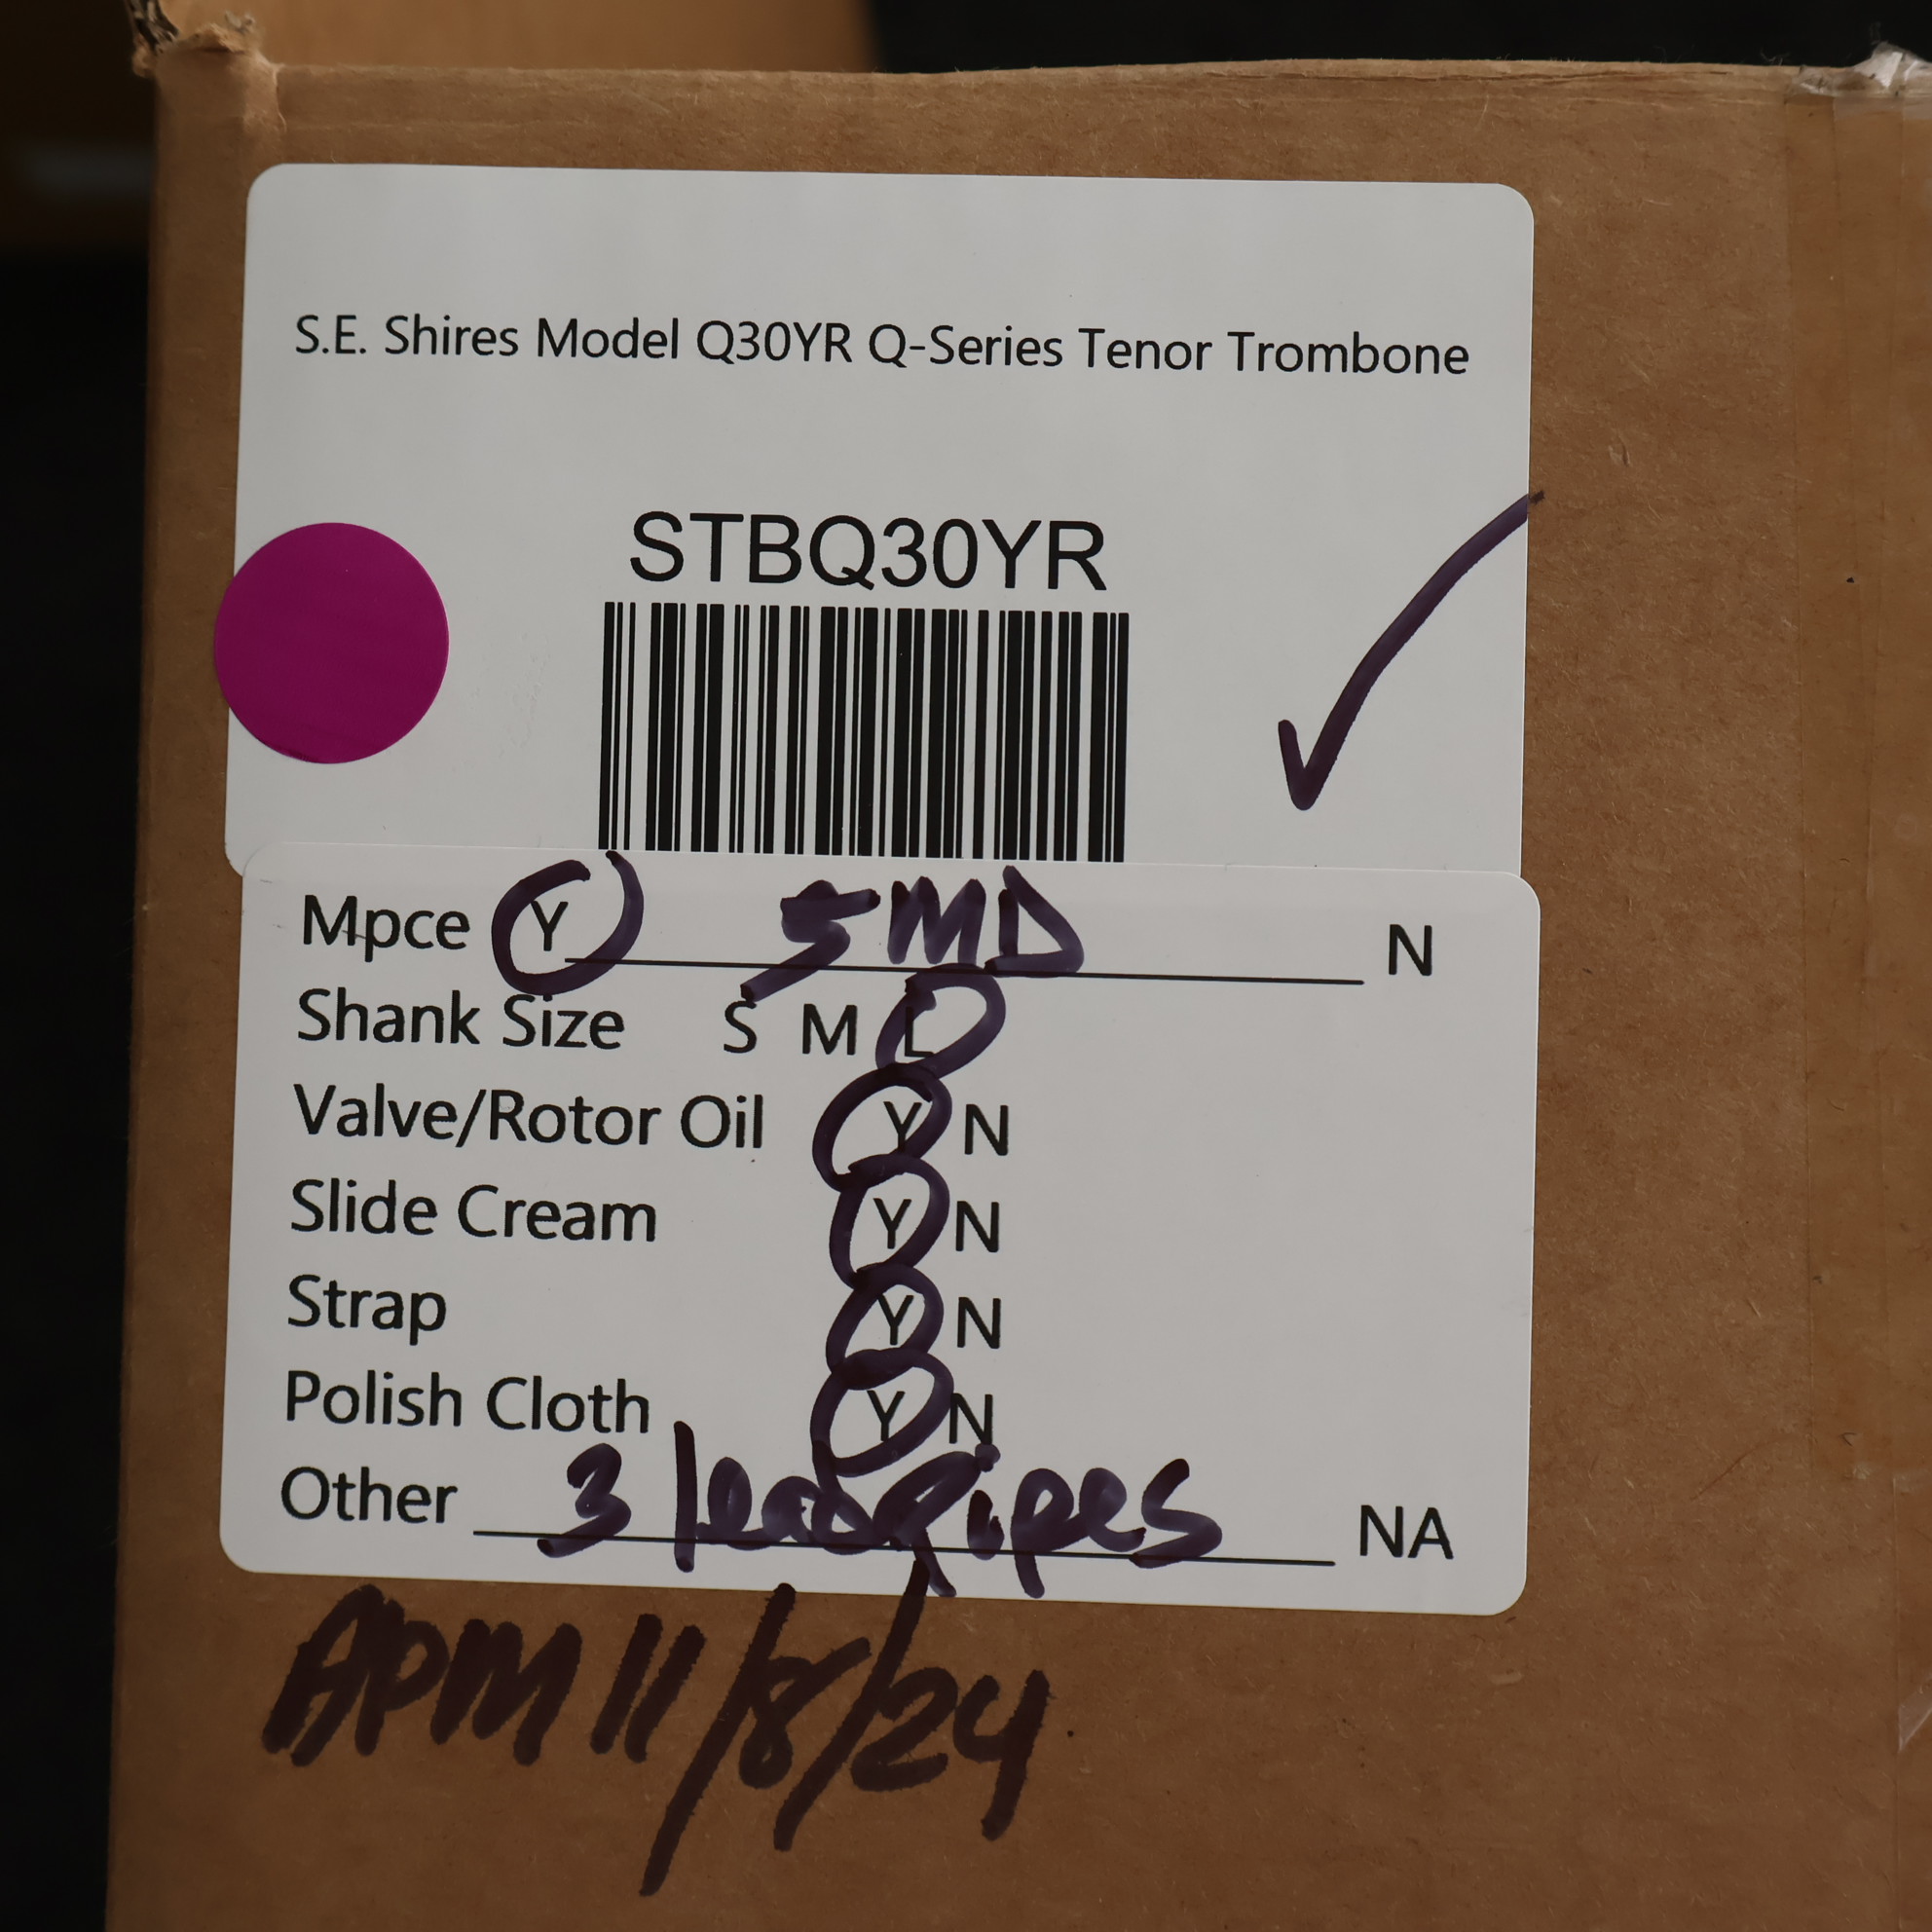 S.E. Shires Model Q30YR Q-Series Tenor Trombone
STBQ30YR
Mpce Y 5MD N
Shank Size S M L
Valve/Rotor Oil Y N
Slide Cream Y N
Strap Y N
Polish Cloth Y N
Other 3 leadpipes NA
APM 11/8/24